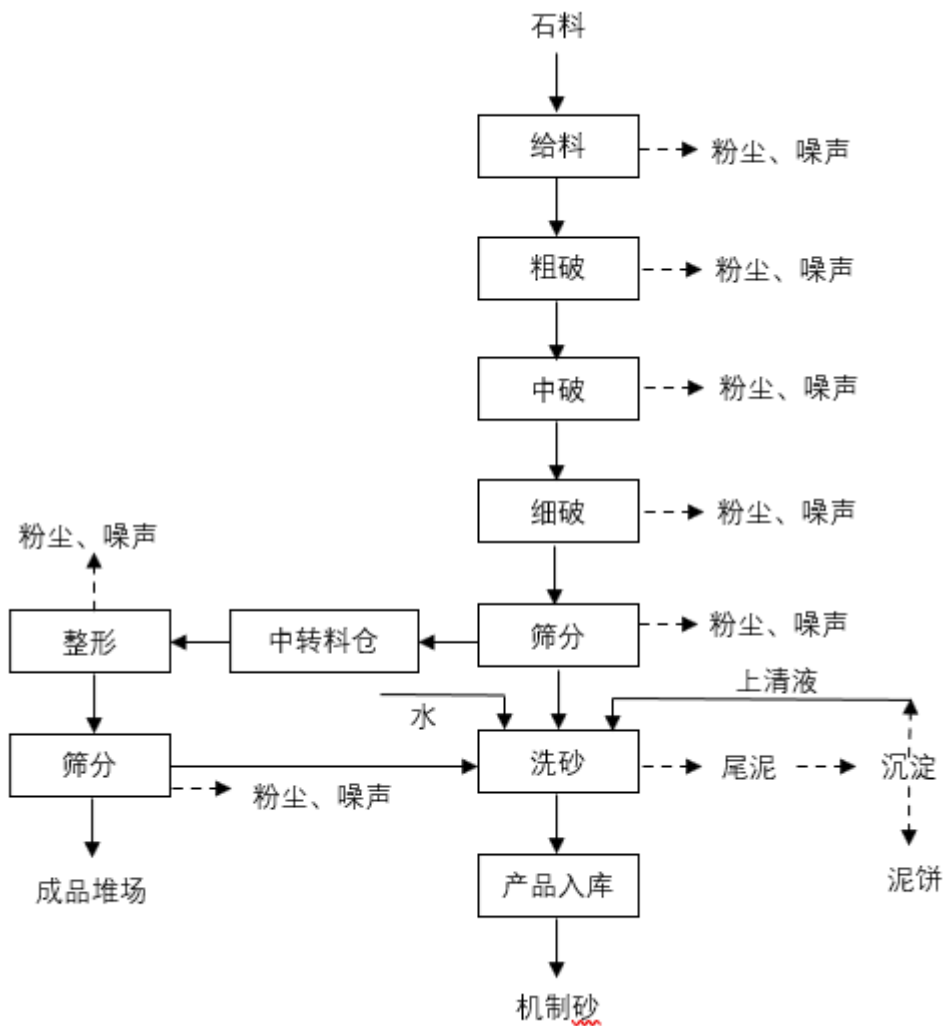 石料
给料
粉尘、噪声
粗破
粉尘、噪声
中破
粉尘、噪声
细破
粉尘、噪声
粉尘、噪声
整形
中转料仓
筛分
粉尘、噪声
上清液
水
筛分
洗砂
尾泥
沉淀
粉尘、噪声
成品堆场
产品入库
泥饼
机制砂